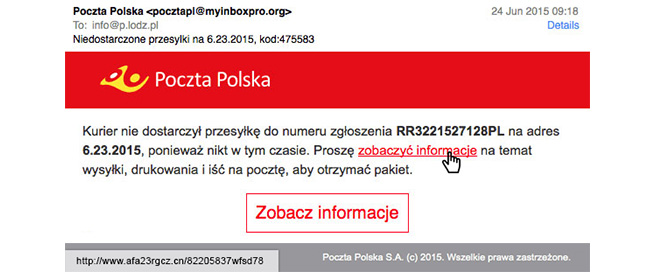 Poczta Polska <pocztapl@myinboxpro.org> 24 Jun 2015 09:18
To: info@p.lodz.pl Details
Niedostarczone przesylki na 6.23.2015, kod:475583
Poczta Polska
Kurier nie dostarczył przesyłkę do numeru zgłoszenia RR3221527128PL na adres
6.23.2015, ponieważ nikt w tym czasie. Proszę zobaczyć informacje na temat
wysyłki, drukowania i iść na pocztę, aby otrzymać pakiet.
Zobacz informacje
http://www.afa23rgcz.cn/82205837wfsd78 Poczta Polska S.A. (c) 2015. Wszelkie prawa zastrzeżone.